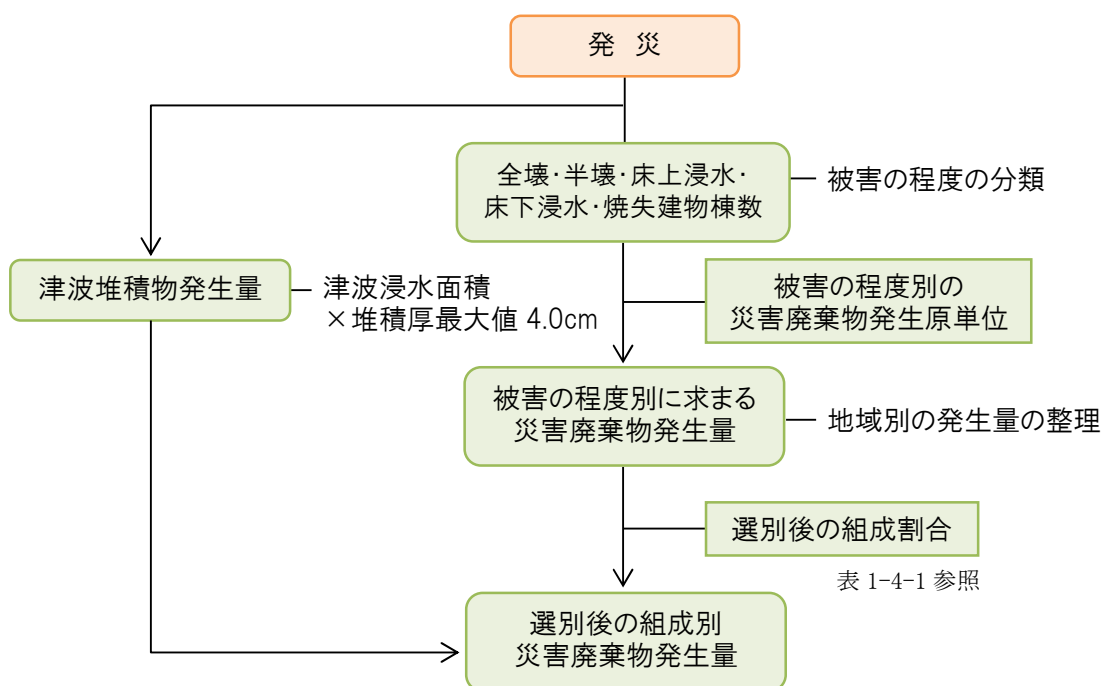 発 災
全壊・半壊・床上浸水・
床下浸水・焼失建物棟数
被害の程度の分類
津波堆積物発生量
津波浸水面積
×堆積厚最大値 4.0cm
被害の程度別の
災害廃棄物発生原単位
被害の程度別に求まる
災害廃棄物発生量
地域別の発生量の整理
選別後の組成割合
表 1-4-1 参照
選別後の組成別
災害廃棄物発生量